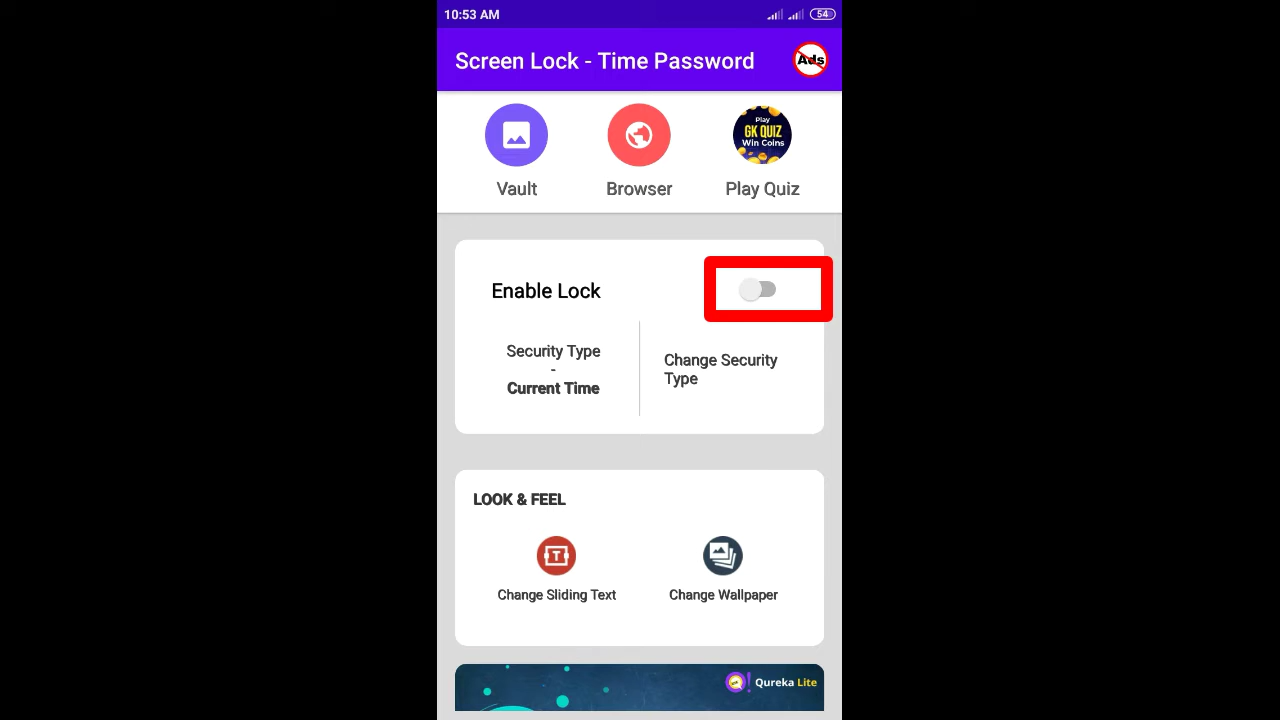 10:53 AM
54
Screen Lock - Time Password
Ads
Play
GK QUIZ
Win Coins
Vault
Browser
Play Quiz
Enable Lock
Security Type
-
Current Time
Change Security
Type
LOOK & FEEL
T
Change Sliding Text
Change Wallpaper
Qureka Lite